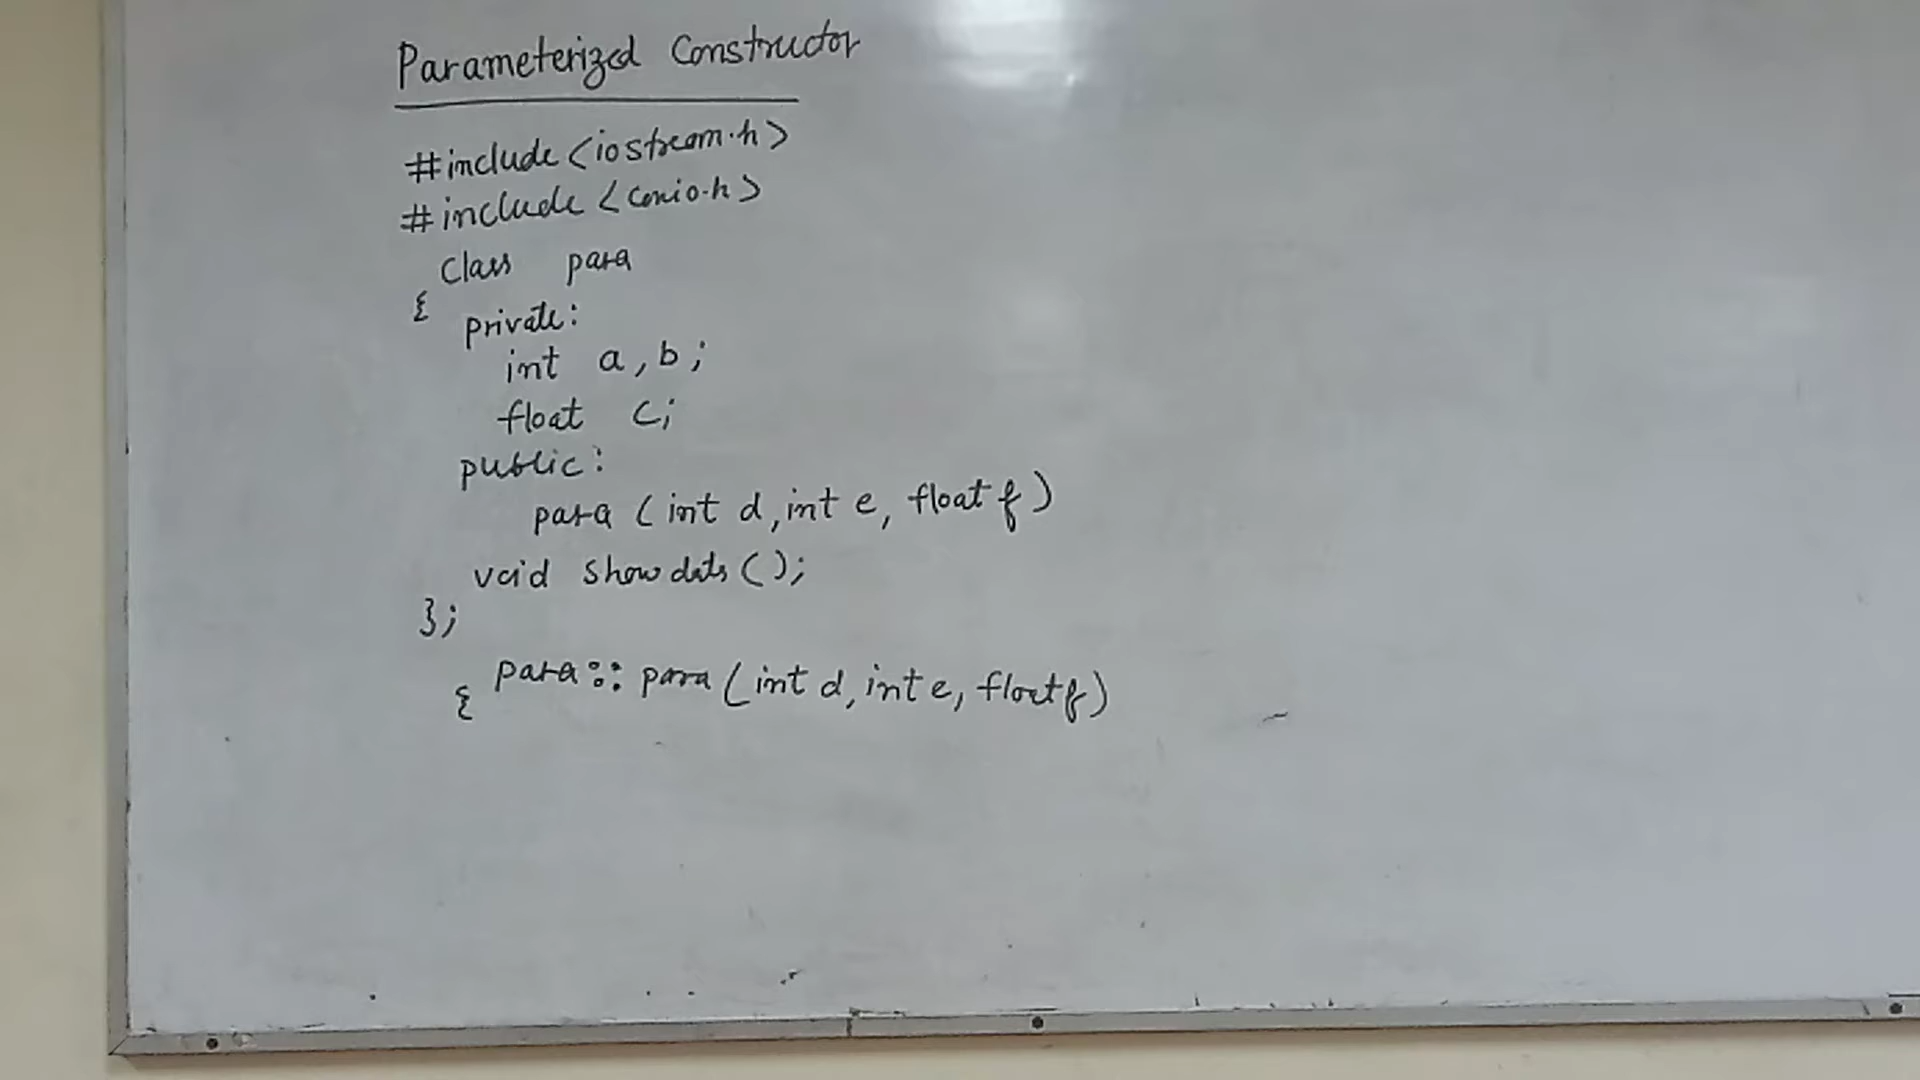 Parameterized Constructor
#include <iostream.h>
#include <conio.h>
Class para
{
private:
int a, b;
float c;
public:
para (int d, int e, float f)
void show data ();
};
para :: para (int d, int e, float f)
{